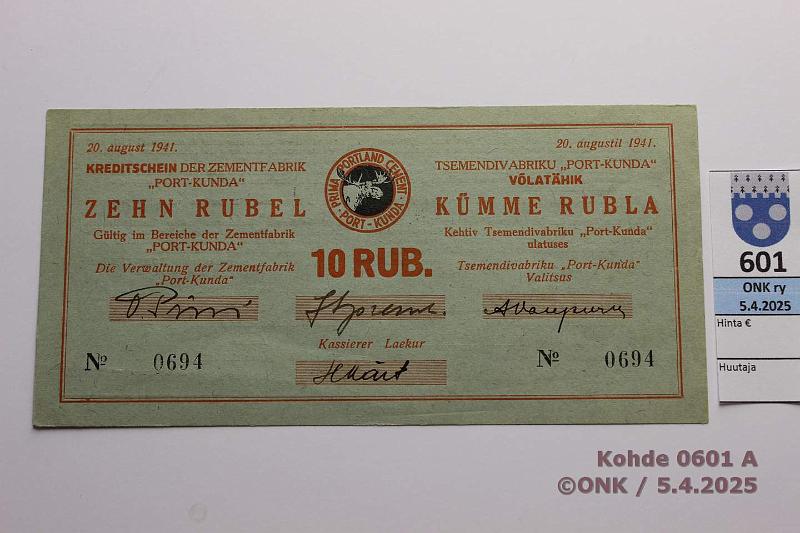 20. august 1941.
KREDITSCHEIN DER ZEMENTFABRIK
„PORT-KUNDA“
ZEHN RUBEL
Gültig im Bereiche der Zementfabrik
„PORT-KUNDA“
Die Verwaltung der Zementfabrik
„Port-Kunda“
PRIMA PORTLAND CEMENT
· PORT-KUNDA ·
10 RUB.
20. augustil 1941.
TSEMENDIVABRIKU „PORT-KUNDA“
VÕLATÄHIK
KÜMME RUBLA
Kehtiv Tsemendivabriku „Port-Kunda“
ulatuses
Tsemendivabriku „Port-Kunda“
Valitsus
Kassierer Laekur
№ 0694
№ 0694
601
ONK ry
5.4.2025
Hinta €
Huutaja
Kohde 0601 A
©ONK / 5.4.2025